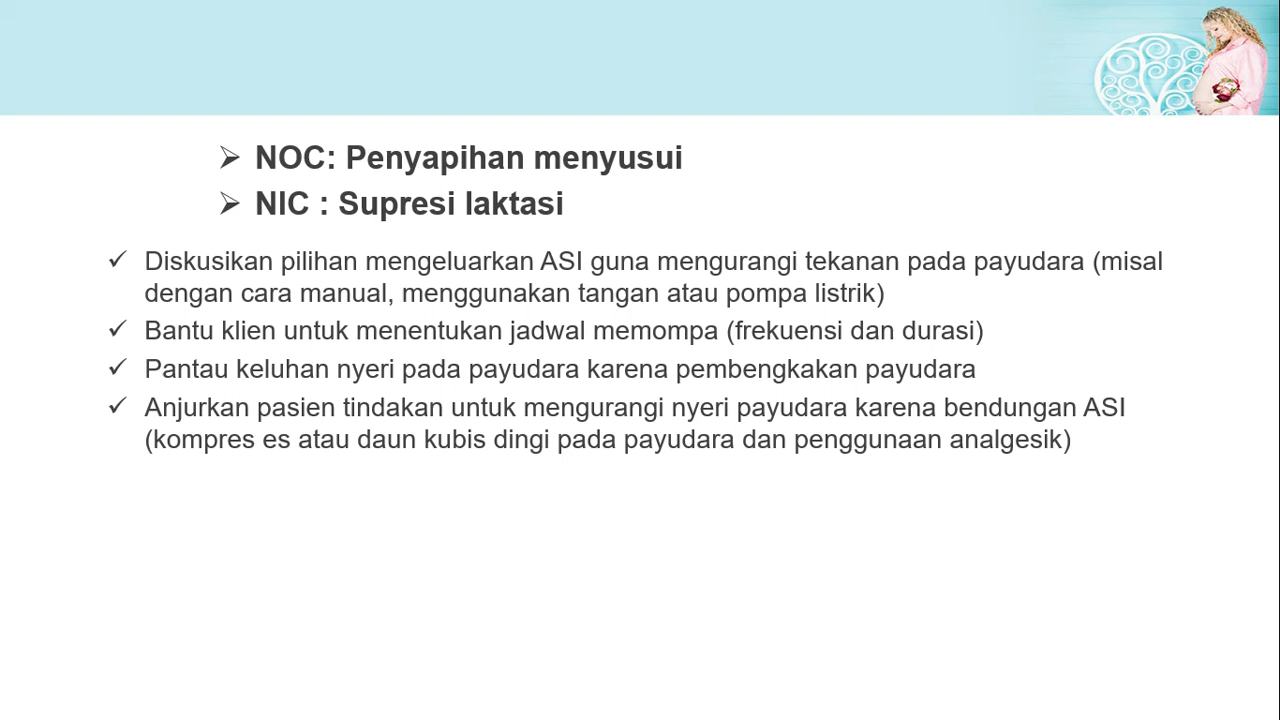 ➢ NOC: Penyapihan menyusui
➢ NIC : Supresi laktasi
✓ Diskusikan pilihan mengeluarkan ASI guna mengurangi tekanan pada payudara (misal
dengan cara manual, menggunakan tangan atau pompa listrik)
✓ Bantu klien untuk menentukan jadwal memompa (frekuensi dan durasi)
✓ Pantau keluhan nyeri pada payudara karena pembengkakan payudara
✓ Anjurkan pasien tindakan untuk mengurangi nyeri payudara karena bendungan ASI
(kompres es atau daun kubis dingi pada payudara dan penggunaan analgesik)